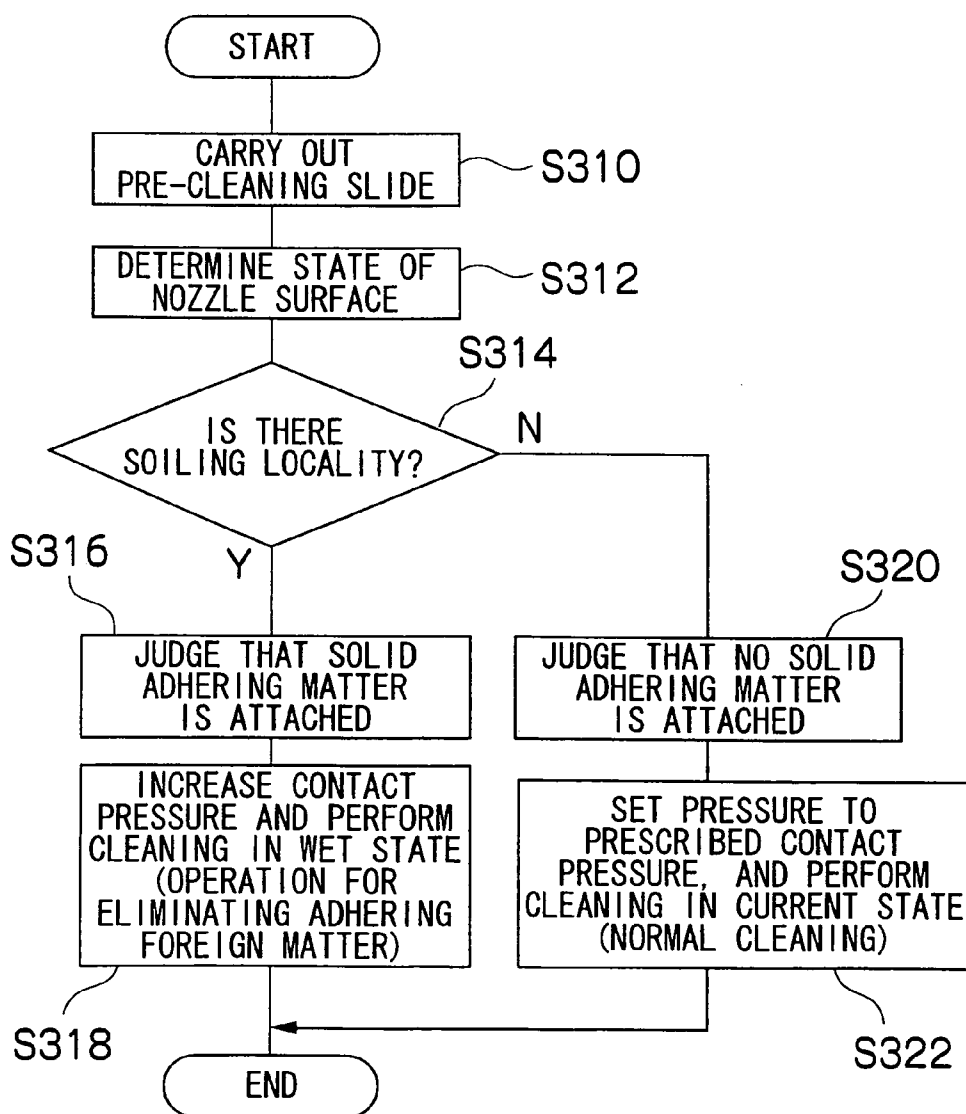 START
CARRY OUT
PRE-CLEANING SLIDE
S310
DETERMINE STATE OF
NOZZLE SURFACE
S312
S314
IS THERE
SOILING LOCALITY?
N
Y
S316
JUDGE THAT SOLID
ADHERING MATTER
IS ATTACHED
S320
JUDGE THAT NO SOLID
ADHERING MATTER
IS ATTACHED
INCREASE CONTACT
PRESSURE AND PERFORM
CLEANING IN WET STATE
(OPERATION FOR
ELIMINATING ADHERING
FOREIGN MATTER)
S318
SET PRESSURE TO
PRESCRIBED CONTACT
PRESSURE, AND PERFORM
CLEANING IN CURRENT STATE
(NORMAL CLEANING)
S322
END